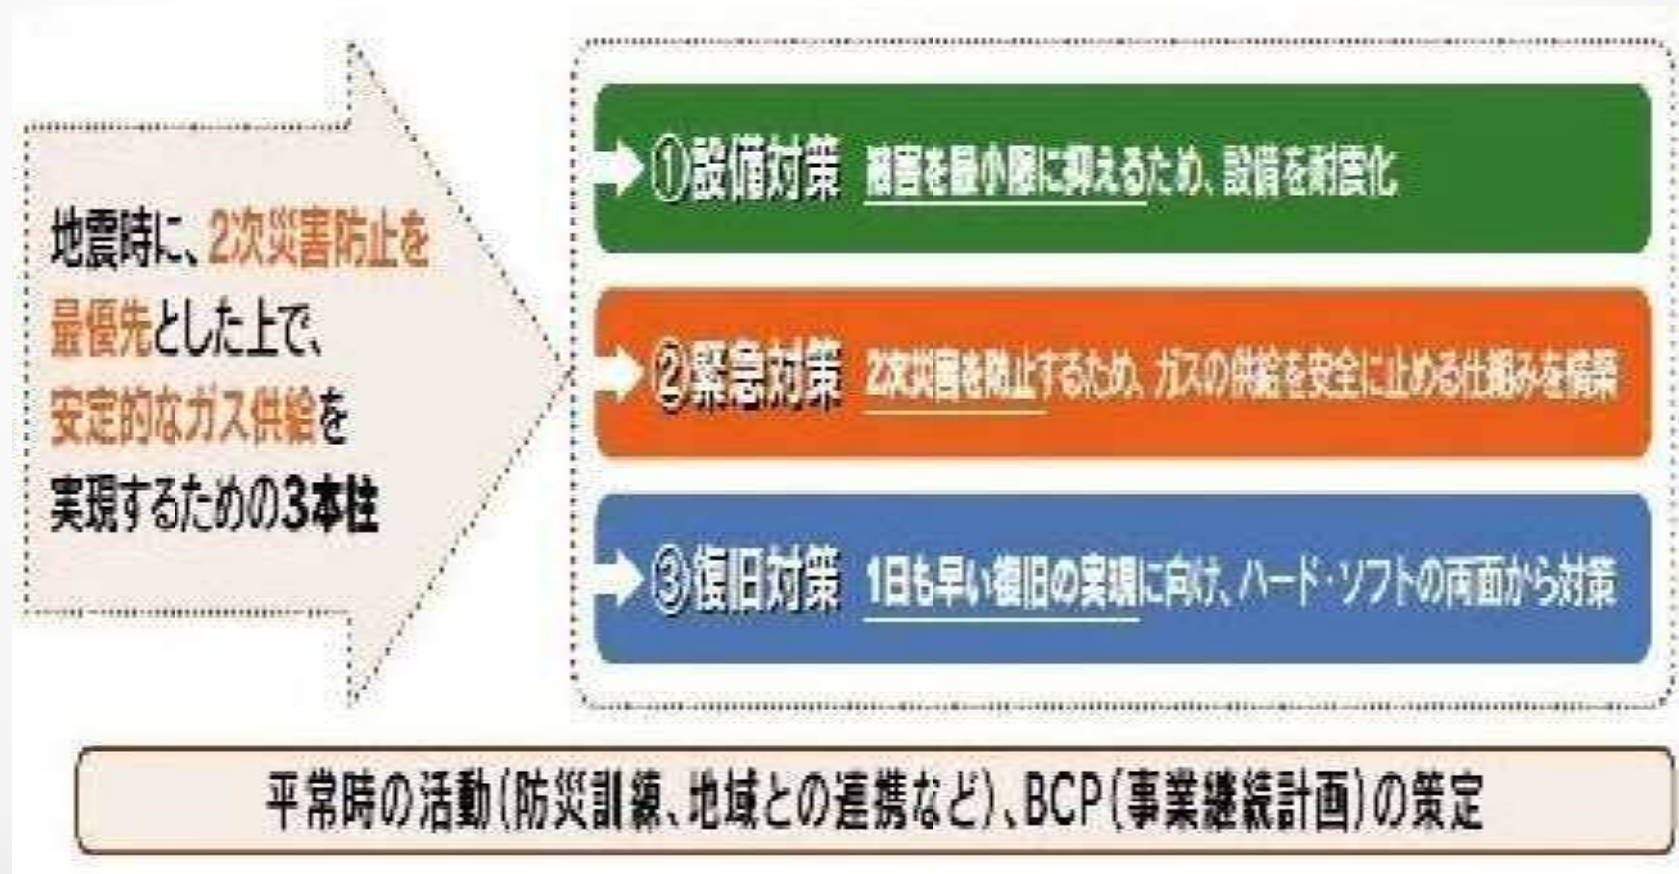 地震時に、2次災害防止を
最優先とした上で、
安定的なガス供給を
実現するための3本柱
①設備対策 被害を最小限に抑えるため、設備を耐震化
②緊急対策 2次災害を防止するため、ガスの供給を安全に止める仕組みを構築
③復旧対策 1日も早い復旧の実現に向け、ハード・ソフトの両面から対策
平常時の活動(防災訓練、地域との連携など)、BCP(事業継続計画)の策定